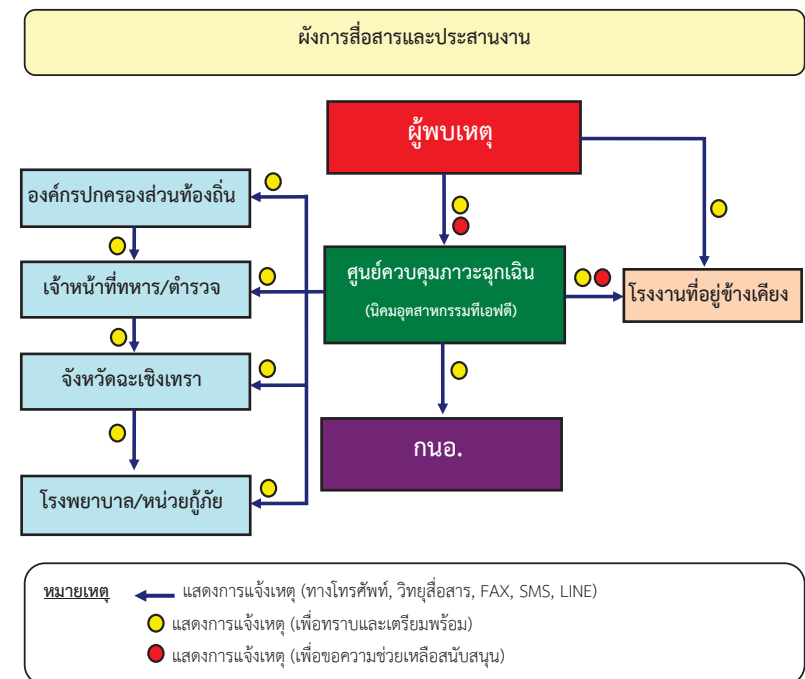 ผังการสื่อสารและประสานงาน
ผู้พบเหตุ
องค์กรปกครองส่วนท้องถิ่น
เจ้าหน้าที่ทหาร/ตำรวจ
ศูนย์ควบคุมภาวะฉุกเฉิน
(นิคมอุตสาหกรรมทีเอฟดี)
โรงงานที่อยู่ข้างเคียง
จังหวัดฉะเชิงเทรา
กนอ.
โรงพยาบาล/หน่วยกู้ภัย
หมายเหตุ แสดงการแจ้งเหตุ (ทางโทรศัพท์, วิทยุสื่อสาร, FAX, SMS, LINE)
แสดงการแจ้งเหตุ (เพื่อทราบและเตรียมพร้อม)
แสดงการแจ้งเหตุ (เพื่อขอความช่วยเหลือสนับสนุน)